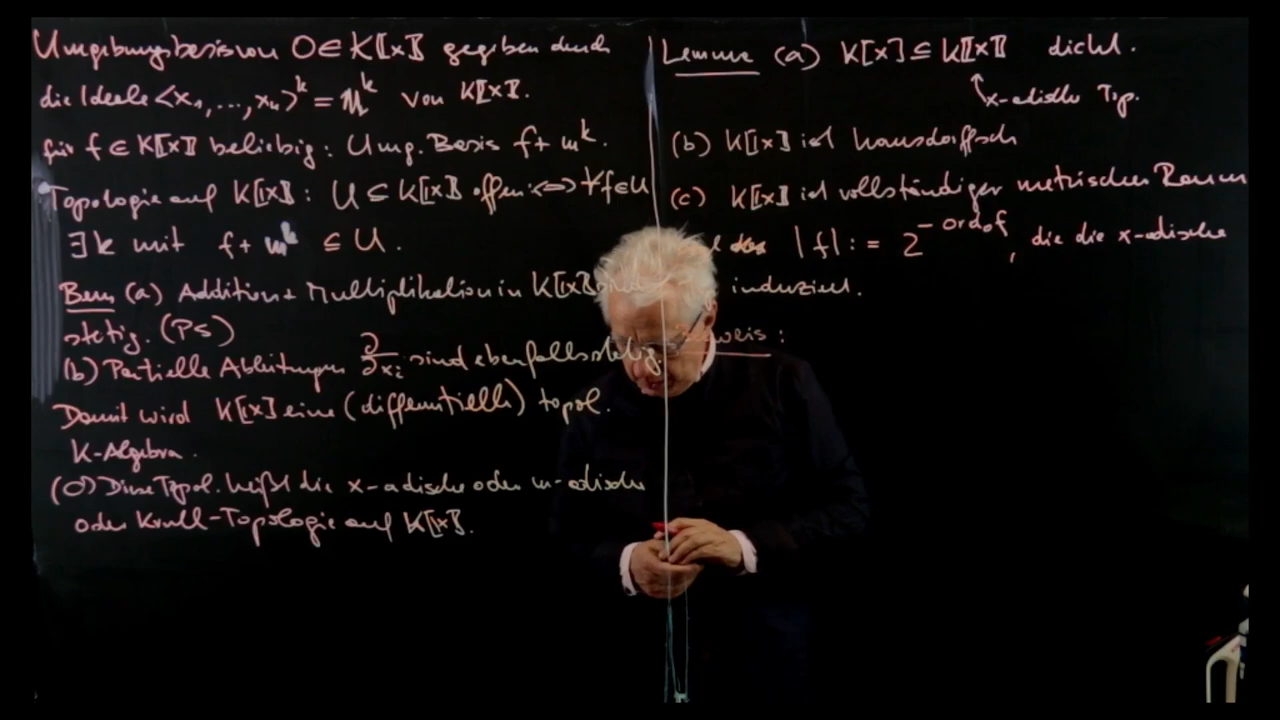 Umgebungsbasis von 0 ∈ K[[x]] gegeben durch
die Ideale <x₁, ..., xₙ>ᵏ = mᵏ von K[[x]].
für f ∈ K[[x]] beliebig: Umg. Basis f + mᵏ.
Topologie auf K[[x]] : U ⊆ K[[x]] offen :⇔ ∀f∈U
∃k mit f + mᵏ ⊆ U.
Bem (a) Addition + Multiplikation in K[[x]] sind
stetig. (PS)
(b) Partielle Ableitungen ∂/∂xᵢ sind ebenfalls stetig.
Damit wird K[[x]] eine (differentielle) topol.
K-Algebra.
(c) Diese Topol. heißt die x-adische oder m-adische
oder Krull-Topologie auf K[[x]].
Lemma (a) K[x] ⊆ K[[x]] dicht.
x-adische Top.
(b) K[[x]] ist hausdorffsch
(c) K[[x]] ist vollständiger metrischer Raum
|f| := 2^(-ord₀f), die die x-adische
induziert.